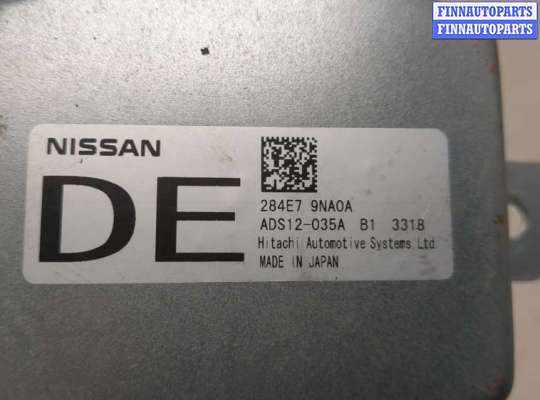 FINNAUTOPARTS
FINNAUTOPARTS
NISSAN
DE
284E7 9NA0A
ADS12-035A B1 3318
Hitachi Automotive Systems, Ltd.
MADE IN JAPAN